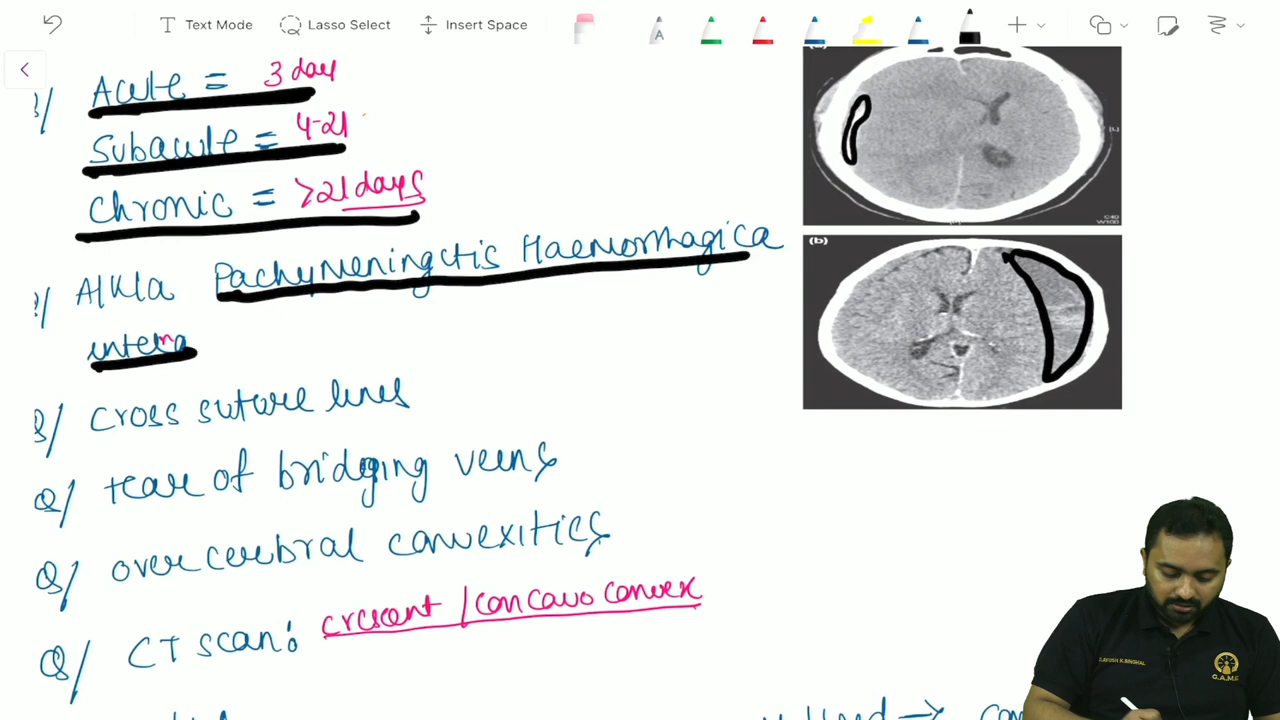 Text Mode
Lasso Select
Insert Space
Acute = 3 day
Subacute = 4-21
Chronic = >21 days
A/K/a Pachymeningitis Haemorrhagica
interna
Cross suture lines
Q/ tear of bridging veins
Q/ over cerebral convexities
Q/ CT scan: crescent / concavo convex
(b)
G.A.M.E